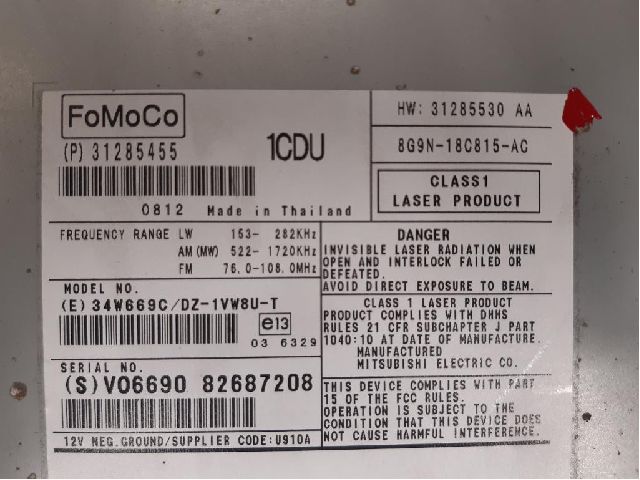 FoMoCo
(P) 31285455
1CDU
0812 Made in Thailand
HW: 31285530 AA
8G9N-18C815-AC
CLASS1
LASER PRODUCT
FREQUENCY RANGE LW 153- 282KHz
AM (MW) 522- 1720KHz
FM 76.0-108.0MHz
MODEL NO.
(E) 34W669C/DZ-1VW8U-T
e13
03 6329
SERIAL NO.
(S)V06690 82687208
12V NEG.GROUND/SUPPLIER CODE:U910A
DANGER
INVISIBLE LASER RADIATION WHEN
OPEN AND INTERLOCK FAILED OR
DEFEATED.
AVOID DIRECT EXPOSURE TO BEAM.
CLASS 1 LASER PRODUCT
PRODUCT COMPLIES WITH DHHS
RULES 21 CFR SUBCHAPTER J PART
1040:10 AT DATE OF MANUFACTURE.
MANUFACTURED
MITSUBISHI ELECTRIC CO.
THIS DEVICE COMPLIES WITH PART
15 OF THE FCC RULES.
OPERATION IS SUBJECT TO THE
CONDITION THAT THIS DEVICE DOES
NOT CAUSE HARMFUL INTERFERENCE.